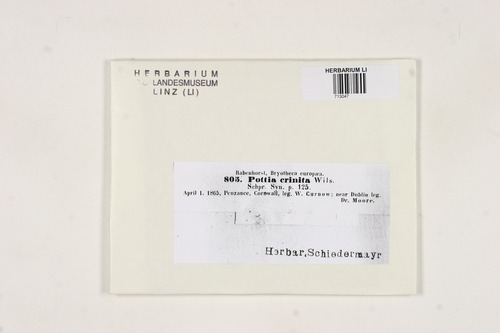 HERBARIUM
LANDESMUSEUM
LINZ (LI)
HERBARIUM LI
Rabenhorst, Bryotheca europaea.
805. Pottia crinita Wils.
Schpr. Syn. p. 125.
April 1. 1865, Penzance, Cornwall, leg. W. Curnow; near Dublin leg.
Dr. Moore.
Herbar,Schiedermayr